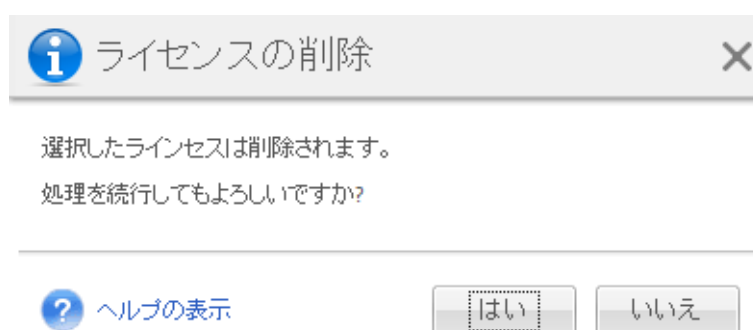 ライセンスの削除
選択したラインセスは削除されます。
処理を続行してもよろしいですか?
ヘルプの表示
はい
いいえ